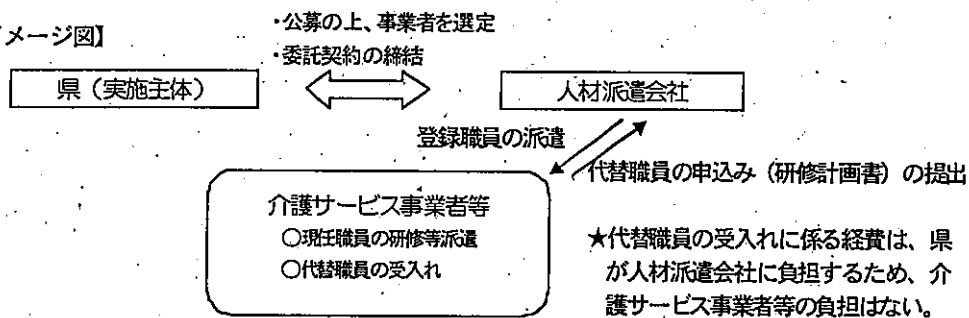 ・公募の上、事業者を選定
メージ図】
・委託契約の締結
県（実施主体）
人材派遣会社
登録職員の派遣
代替職員の申込み（研修計画書）の提出
介護サービス事業者等
○現任職員の研修等派遣
○代替職員の受入れ
★代替職員の受入れに係る経費は、県
が人材派遣会社に負担するため、介
護サービス事業者等の負担はない。